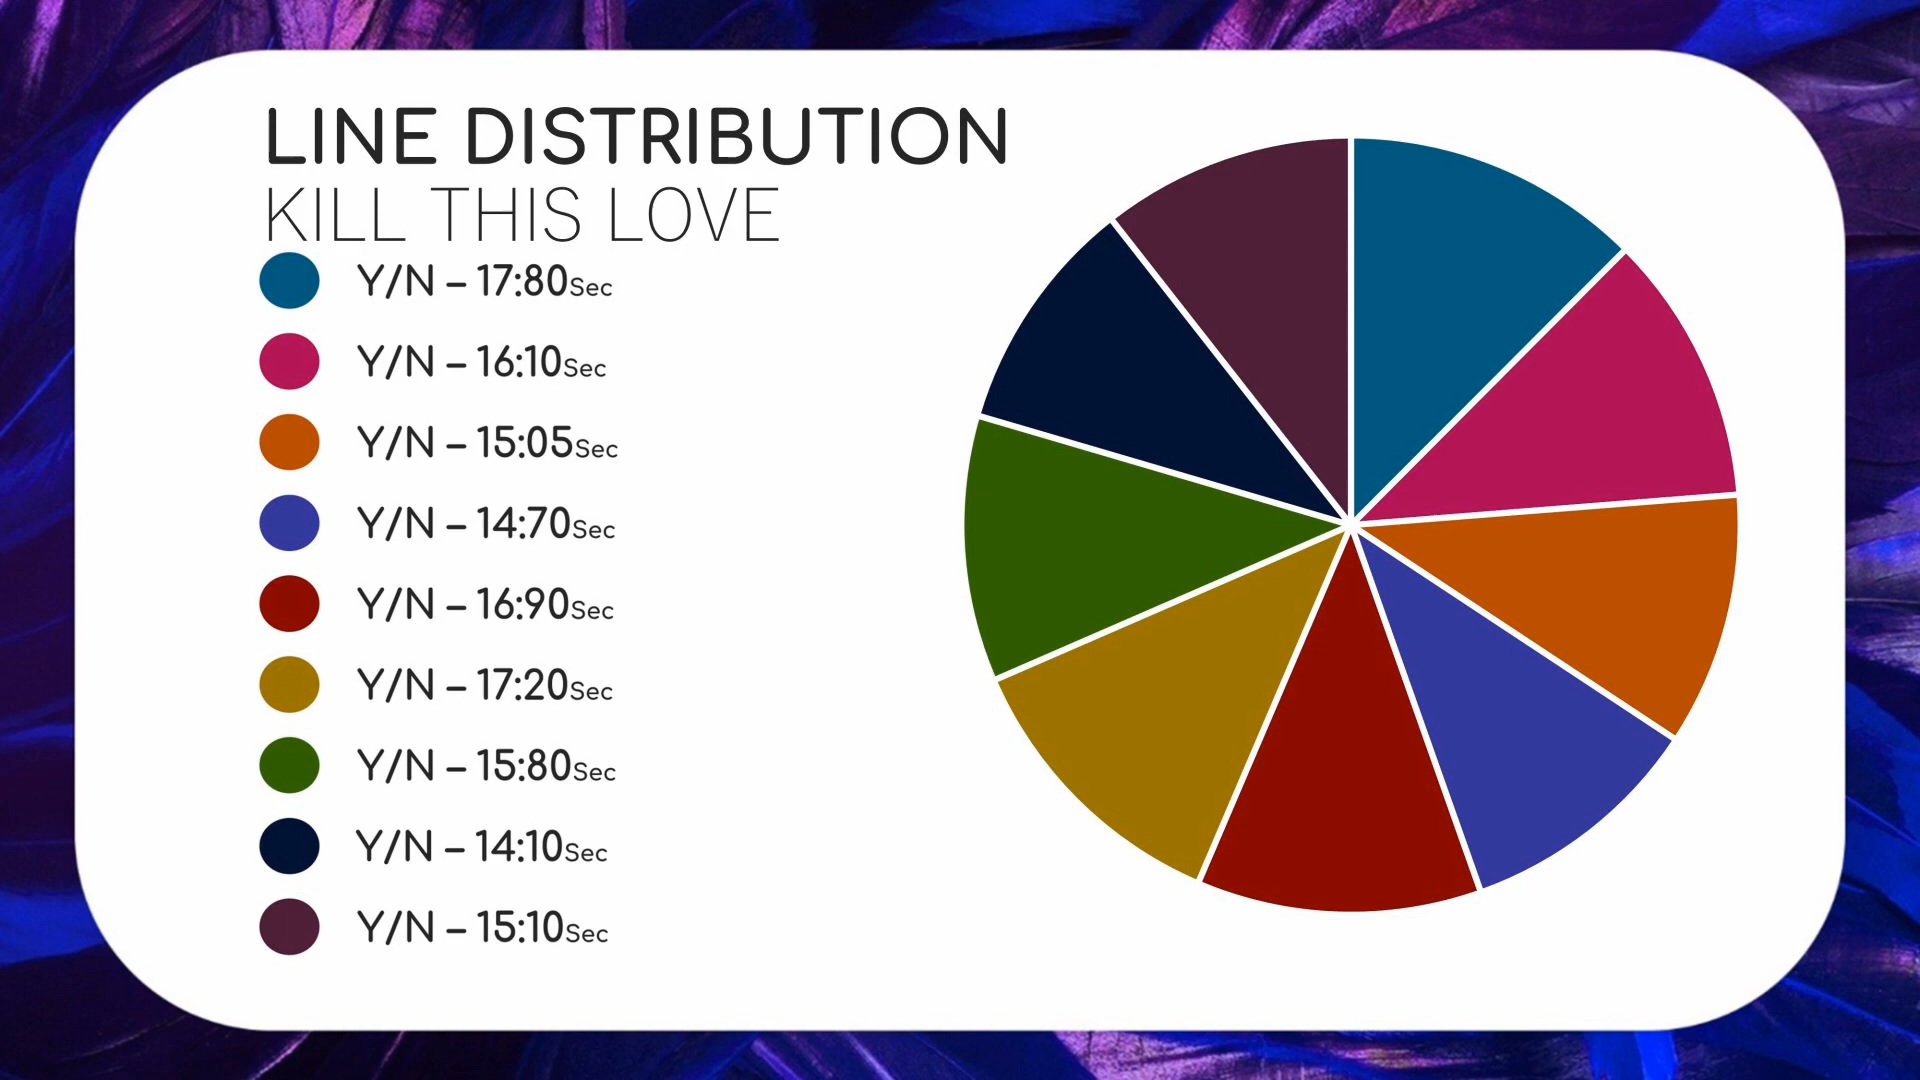 LINE DISTRIBUTION
KILL THIS LOVE
Y/N – 17:80Sec
Y/N – 16:10Sec
Y/N – 15:05Sec
Y/N – 14:70Sec
Y/N – 16:90Sec
Y/N – 17:20Sec
Y/N – 15:80Sec
Y/N – 14:10Sec
Y/N – 15:10Sec